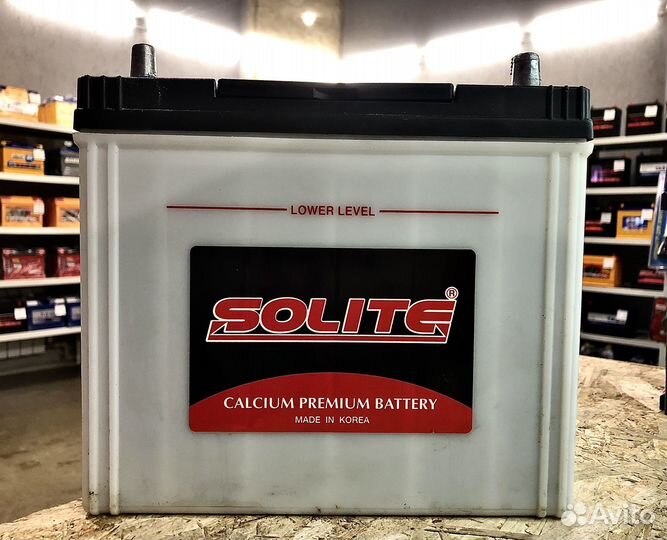 LOWER LEVEL
SOLITE®
CALCIUM PREMIUM BATTERY
MADE IN KOREA
Avito